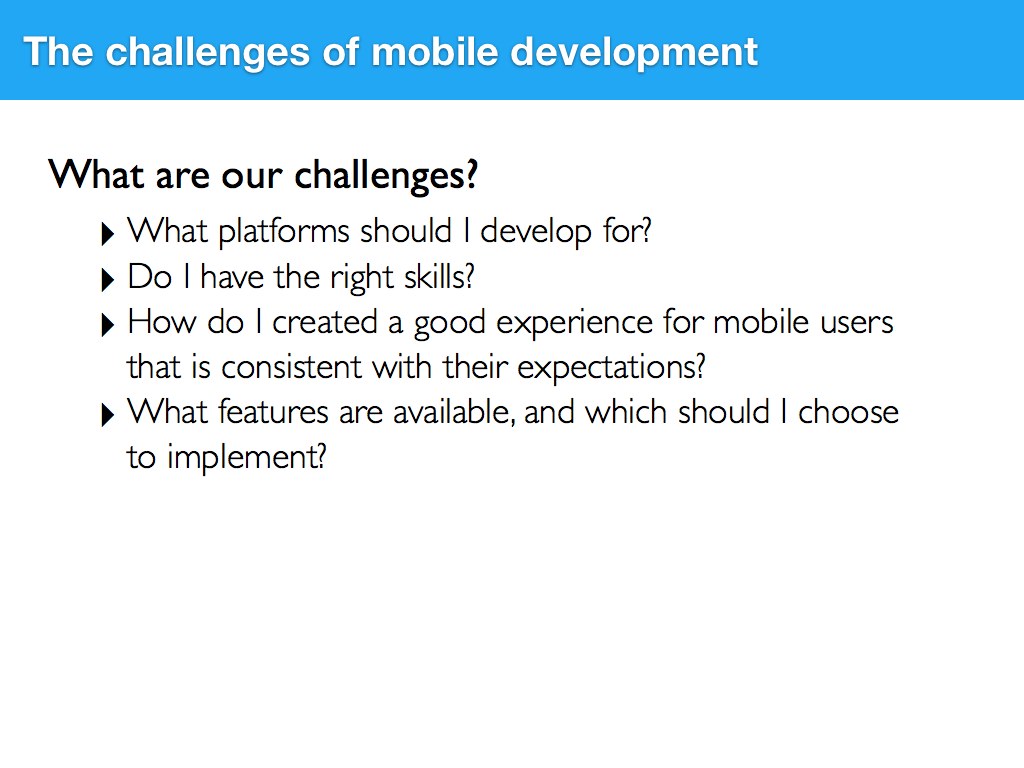 The challenges of mobile development
What are our challenges?
What platforms should I develop for?
Do I have the right skills?
How do I created a good experience for mobile users
that is consistent with their expectations?
What features are available, and which should I choose
to implement?